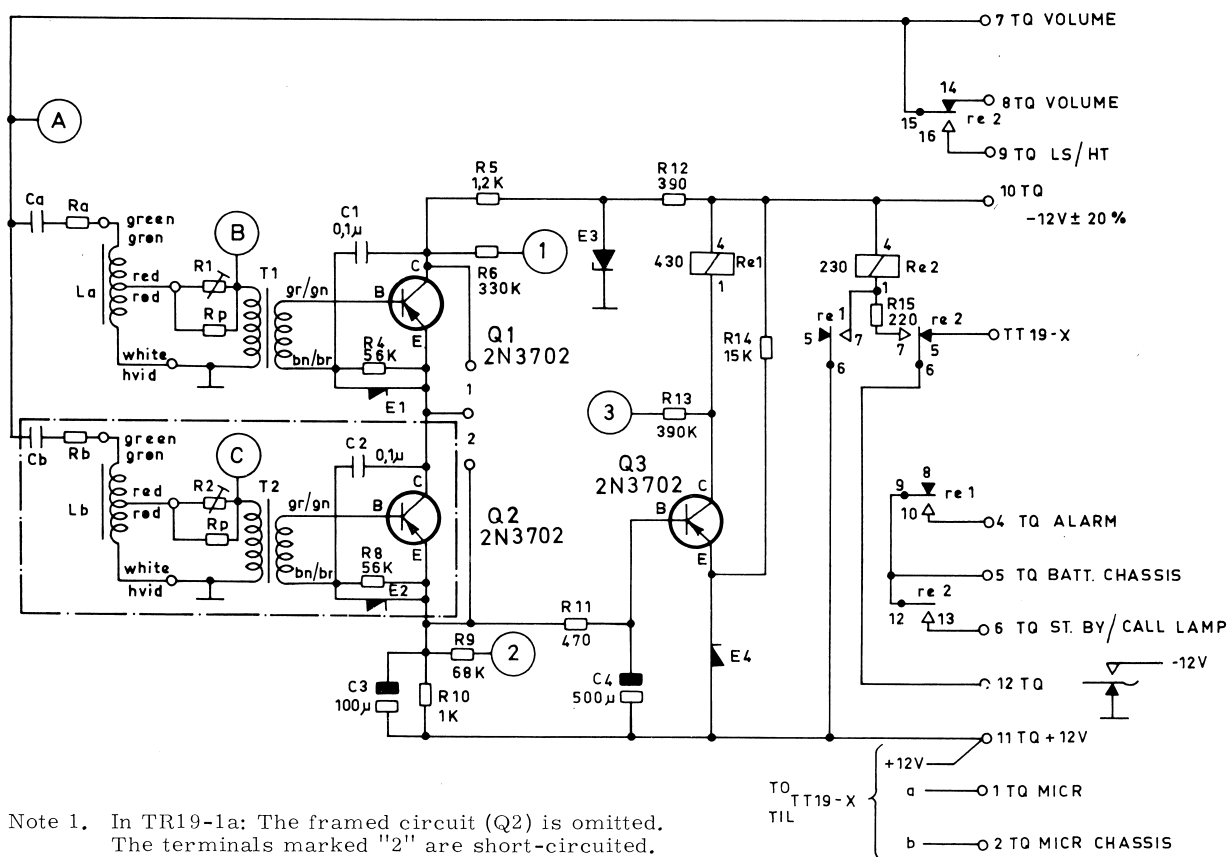 7 TQ VOLUME
14
8 TQ VOLUME
15
re 2
16
9 TQ LS/HT
A
R5
1,2K
R12
390
10 TQ
-12V ± 20 %
Ca
Ra
green
grøn
C1
0,1µ
B
E3
1
R6
330K
4
430
Re1
1
4
230
Re2
1
R1
T1
red
rød
La
gr/gn
C
B
Rp
E
Q1
2N3702
R15
220
re 1
5
7
re 2
7
5
TT19-X
R14
15K
R4
56K
white
hvid
bn/br
6
6
E1
1
3
R13
390K
2
Cb
Rb
green
grøn
C
C2
0,1µ
Q3
2N3702
R2
T2
red
rød
Lb
gr/gn
C
B
Rp
E
Q2
2N3702
C
B
E
8
9
re 1
10
4 TQ ALARM
R8
56K
white
hvid
bn/br
E2
5 TQ BATT. CHASSIS
re 2
12
13
6 TQ ST. BY/CALL LAMP
R11
470
R9
68K
2
E4
-12V
C3
100µ
R10
1K
C4
500µ
12 TQ
11 TQ +12V
+12V
TO
TIL
TT19-X
a
1 TQ MICR
b
2 TQ MICR CHASSIS
Note 1. In TR19-1a: The framed circuit (Q2) is omitted.
The terminals marked "2" are short-circuited.